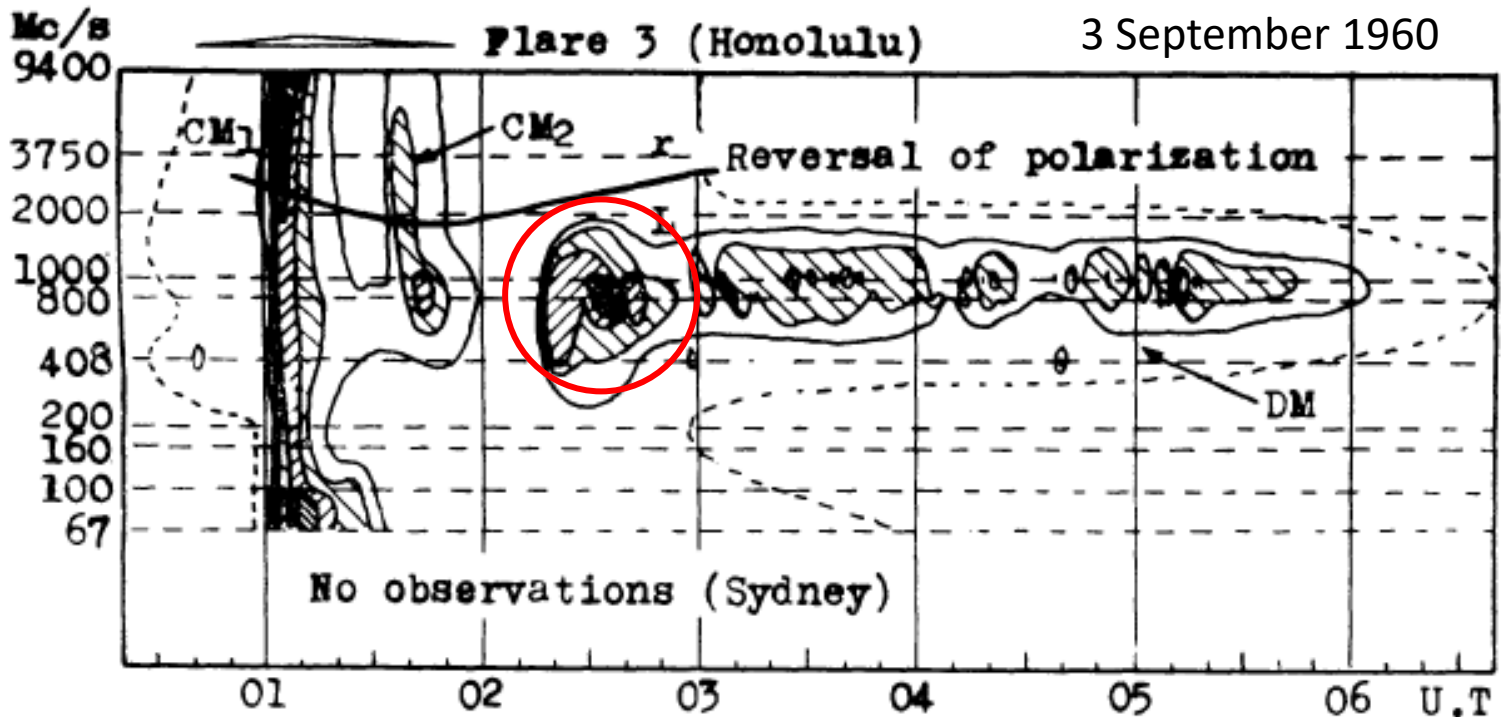 Mc/s
Flare 3 (Honolulu)
3 September 1960
9400
CM1
CM2
r
3750
Reversal of polarization
2000
L
1000
800
408
DM
200
160
100
67
No observations (Sydney)
01 02 03 04 05 06 U.T